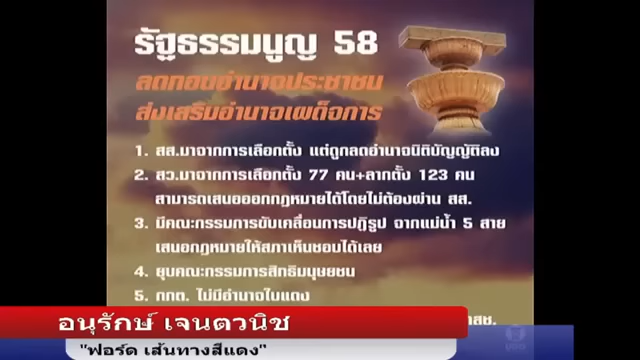 รัฐธรรมนูญ 58
ลดทอนอำนาจประชาชน
ส่งเสริมอำนาจเผด็จการ
1. สส.มาจากการเลือกตั้ง แต่ถูกลดอำนาจนิติบัญญัติลง
2. สว.มาจากการเลือกตั้ง 77 คน+ลากตั้ง 123 คน
สามารถเสนอออกกฎหมายได้โดยไม่ต้องผ่าน สส.
3. มีคณะกรรมการขับเคลื่อนการปฏิรูป จากแม่น้ำ 5 สาย
เสนอกฎหมายให้สภาเห็นชอบได้เลย
4. ยุบคณะกรรมการสิทธิมนุษยชน
5. กกต. ไม่มีอำนาจใบแดง
อนุรักษ์ เจนตวนิช
"ฟอร์ด เส้นทางสีแดง"